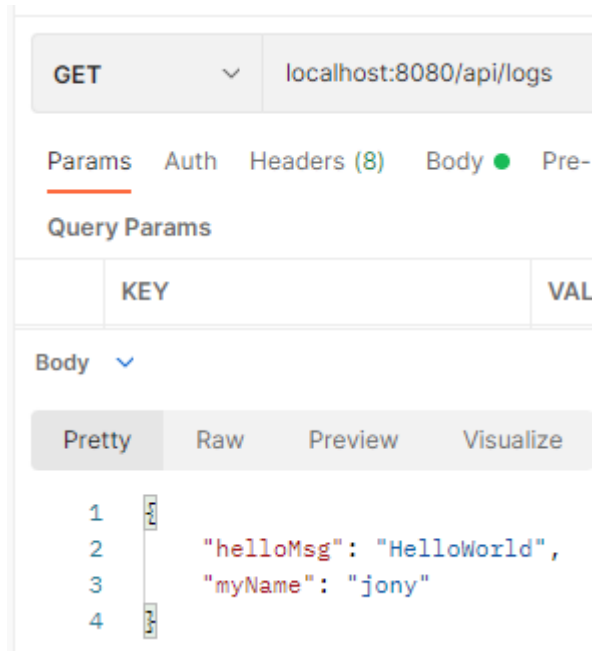 GET localhost:8080/api/logs
Params Auth Headers (8) Body Pre-
Query Params
KEY VAL
Body
Pretty Raw Preview Visualize
1 {
2 "helloMsg": "HelloWorld",
3 "myName": "jony"
4 }